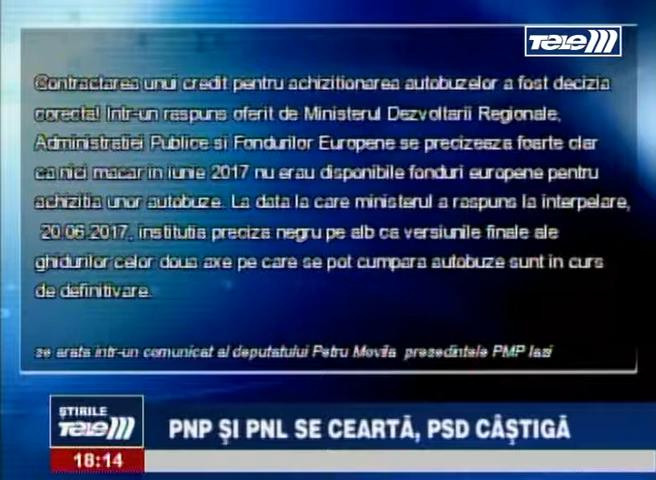 TELEM
Contractarea unui credit pentru achizitionarea autobuzelor a fost decizia
corecta! Intr-un raspuns oferit de Ministerul Dezvoltarii Regionale,
Administratiei Publice si Fondurilor Europene se precizeaza foarte clar
ca nici macar in iunie 2017 nu erau disponibile fonduri europene pentru
achizitia unor autobuze. La data la care ministerul a raspuns la interpelare,
20.06.2017, institutia preciza negru pe alb ca versiunile finale ale
ghidurilor celor doua axe pe care se pot cumpara autobuze sunt in curs
de definitivare.
se arata intr-un comunicat al deputatului Petru Movila presedintele PMP Iasi
ŞTIRILE
TELEM
PNP ŞI PNL SE CEARTĂ, PSD CÂŞTIGĂ
18:14